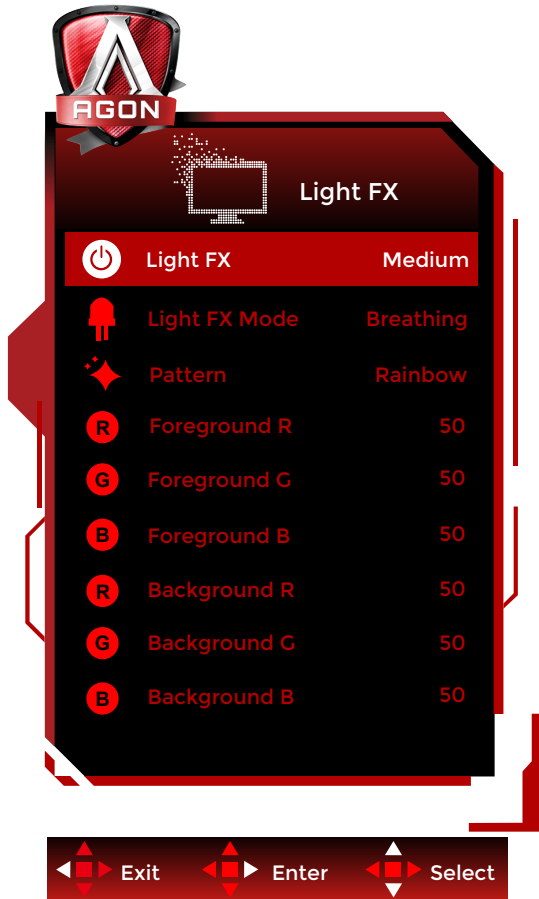 AGON
Light FX
Light FX Medium
Light FX Mode Breathing
Pattern Rainbow
R Foreground R 50
G Foreground G 50
B Foreground B 50
R Background R 50
G Background G 50
B Background B 50
Exit Enter Select